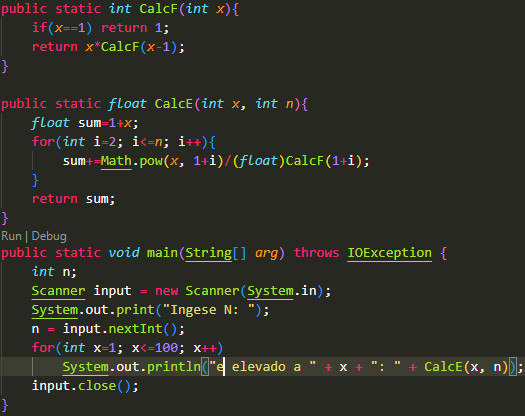 public static int CalcF(int x){
if(x==1) return 1;
return x*CalcF(x-1);
}
public static float CalcE(int x, int n){
float sum=1+x;
for(int i=2; i<=n; i++){
sum+=Math.pow(x, 1+i)/(float)CalcF(1+i);
}
return sum;
}
Run | Debug
public static void main(String[] arg) throws IOException {
int n;
Scanner input = new Scanner(System.in);
System.out.print("Ingese N: ");
n = input.nextInt();
for(int x=1; x<=100; x++)
System.out.println("e elevado a " + x + ": " + CalcE(x, n));
input.close();
}